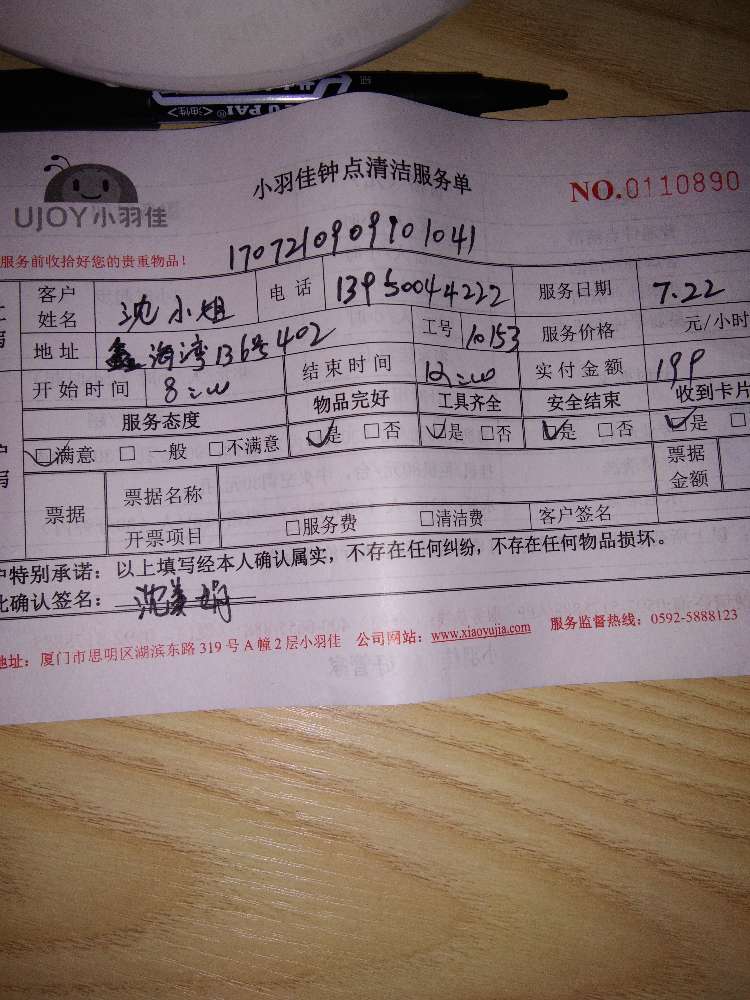 小羽佳钟点清洁服务单
NO.0110890
UJOY小羽佳
服务前收拾好您的贵重物品！
170721090990​1041
客户姓名 沈小姐 电话 13950044222 服务日期 7.22
地址 鑫海湾136号402 工号 10153 服务价格 元/小时
开始时间 8:00 结束时间 12:00 实付金额 199
服务态度 物品完好 工具齐全 安全结束 收到卡片
☑满意 □一般 □不满意 ☑是 □否 ☑是 □否 ☑是 □否 ☑是 □
票据 票据名称 票据金额
开票项目 □服务费 □清洁费 客户签名
户特别承诺：以上填写经本人确认属实，不存在任何纠纷，不存在任何物品损坏。
此确认签名：沈美娟
地址：厦门市思明区湖滨东路319号A幢2层小羽佳 公司网站：www.xiaoyujia.com 服务监督热线：0592-5888123